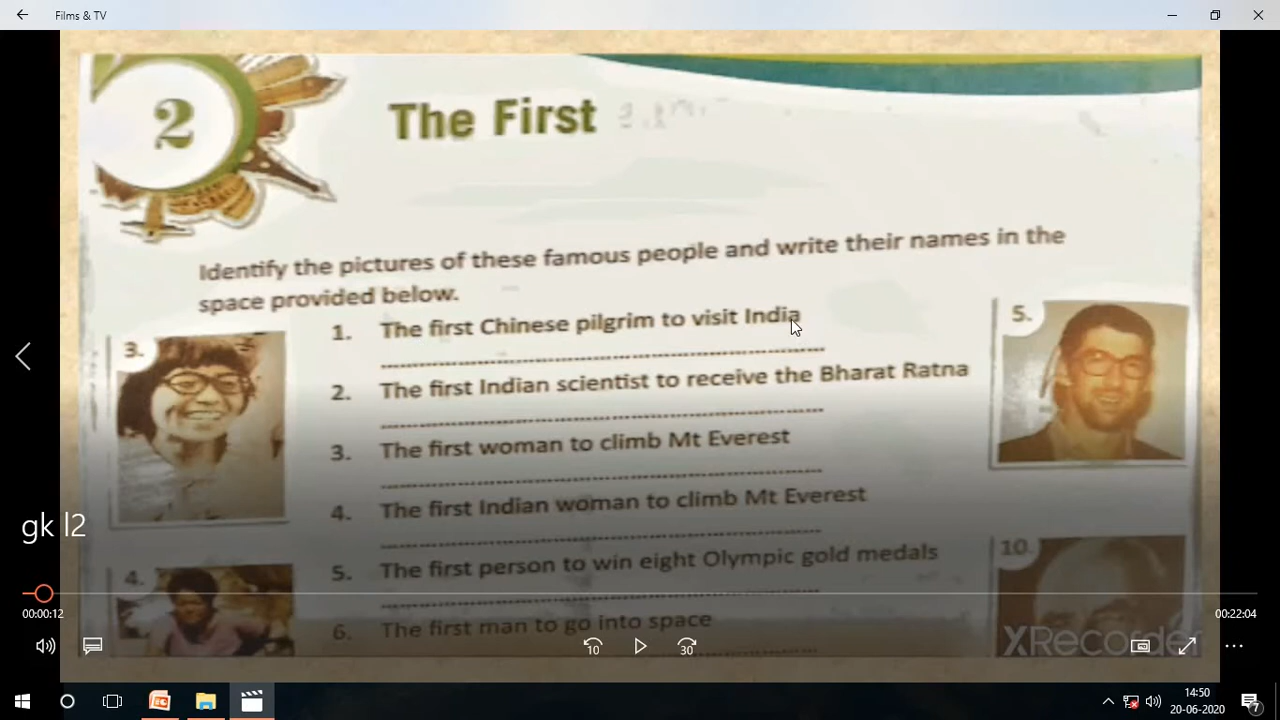 Films & TV
2
The First
Identify the pictures of these famous people and write their names in the
space provided below.
3.
1. The first Chinese pilgrim to visit India
5.
2. The first Indian scientist to receive the Bharat Ratna
3. The first woman to climb Mt Everest
4. The first Indian woman to climb Mt Everest
gk l2
10.
4.
5. The first person to win eight Olympic gold medals
00:00:12
00:22:04
6. The first man to go into space
XRecorder
10
30
14:50
20-06-2020
7